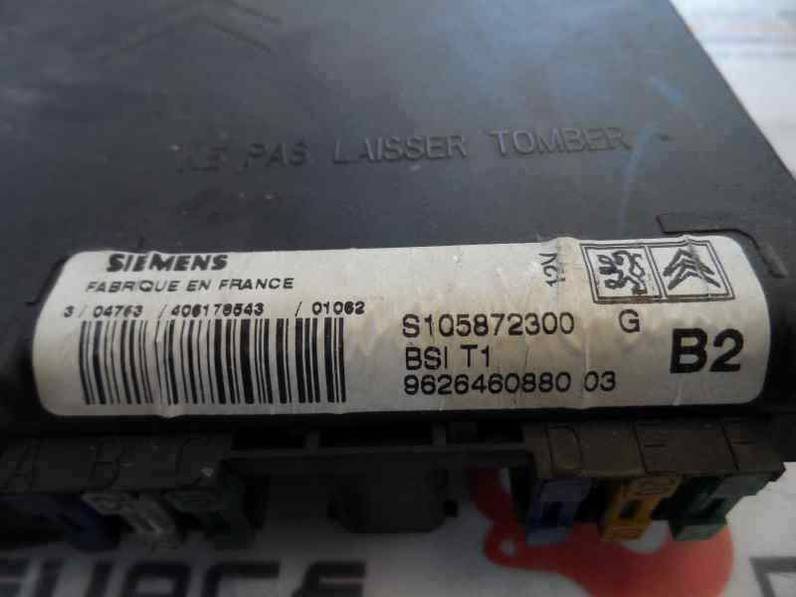 NE PAS LAISSER TOMBER
SIEMENS
FABRIQUE EN FRANCE
3 / 04763 / 406178543 / 01062
12V
S105872300 G
BSI T1
9626460880 03
B2
A B C